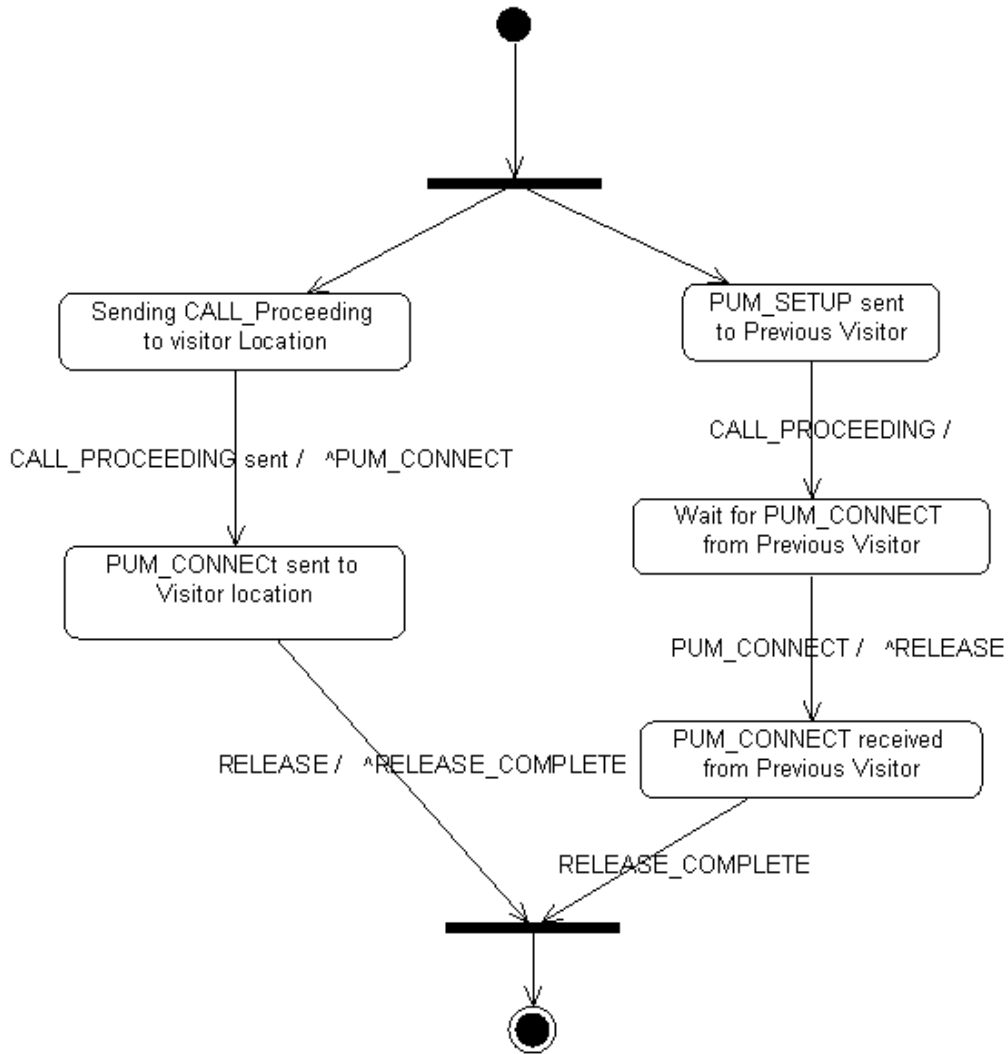 Sending CALL_Proceeding
to visitor Location
PUM_SETUP sent
to Previous Visitor
CALL_PROCEEDING /
CALL_PROCEEDING sent / ^PUM_CONNECT
Wait for PUM_CONNECT
from Previous Visitor
PUM_CONNECt sent to
Visitor location
PUM_CONNECT / ^RELEASE
PUM_CONNECT received
from Previous Visitor
RELEASE / ^RELEASE_COMPLETE
RELEASE_COMPLETE